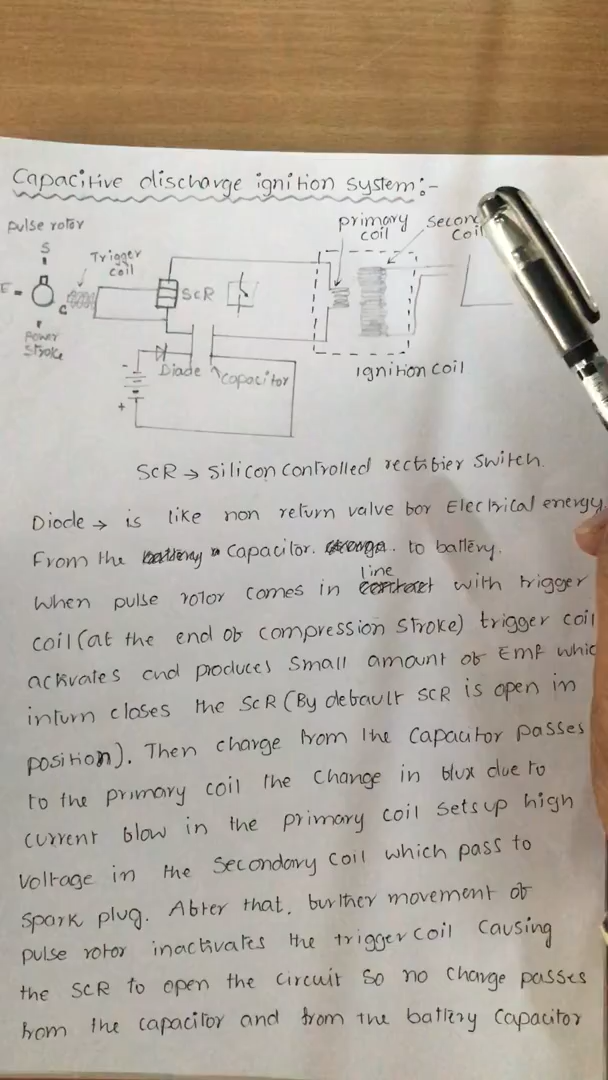 Capacitive discharge ignition system:-
pulse rotor
S
E
C
Power
stroke
Trigger
coil
SCR
primary
coil
Secon
coil
Diade
Capacitor
Ignition coil
-
+
SCR → Silicon Controlled rectifier Switch.
Diode → is like non return valve for Electrical energy
From the Capacitor. to battery.
line
When pulse rotor comes in with trigger
coil (at the end of compression stroke) trigger coil
activates and produces small amount of Emf whic
inturn closes the SCR (By default SCR is open in
position). Then charge from the Capacitor passes
to the primary coil the Change in flux due to
current flow in the primary coil sets up high
Voltage in the Secondary Coil which pass to
Spark plug. After that, further movement of
pulse rotor inactivates the trigger coil Causing
the SCR to open the circuit So no Charge passes
from the capacitor and from the battery Capacitor